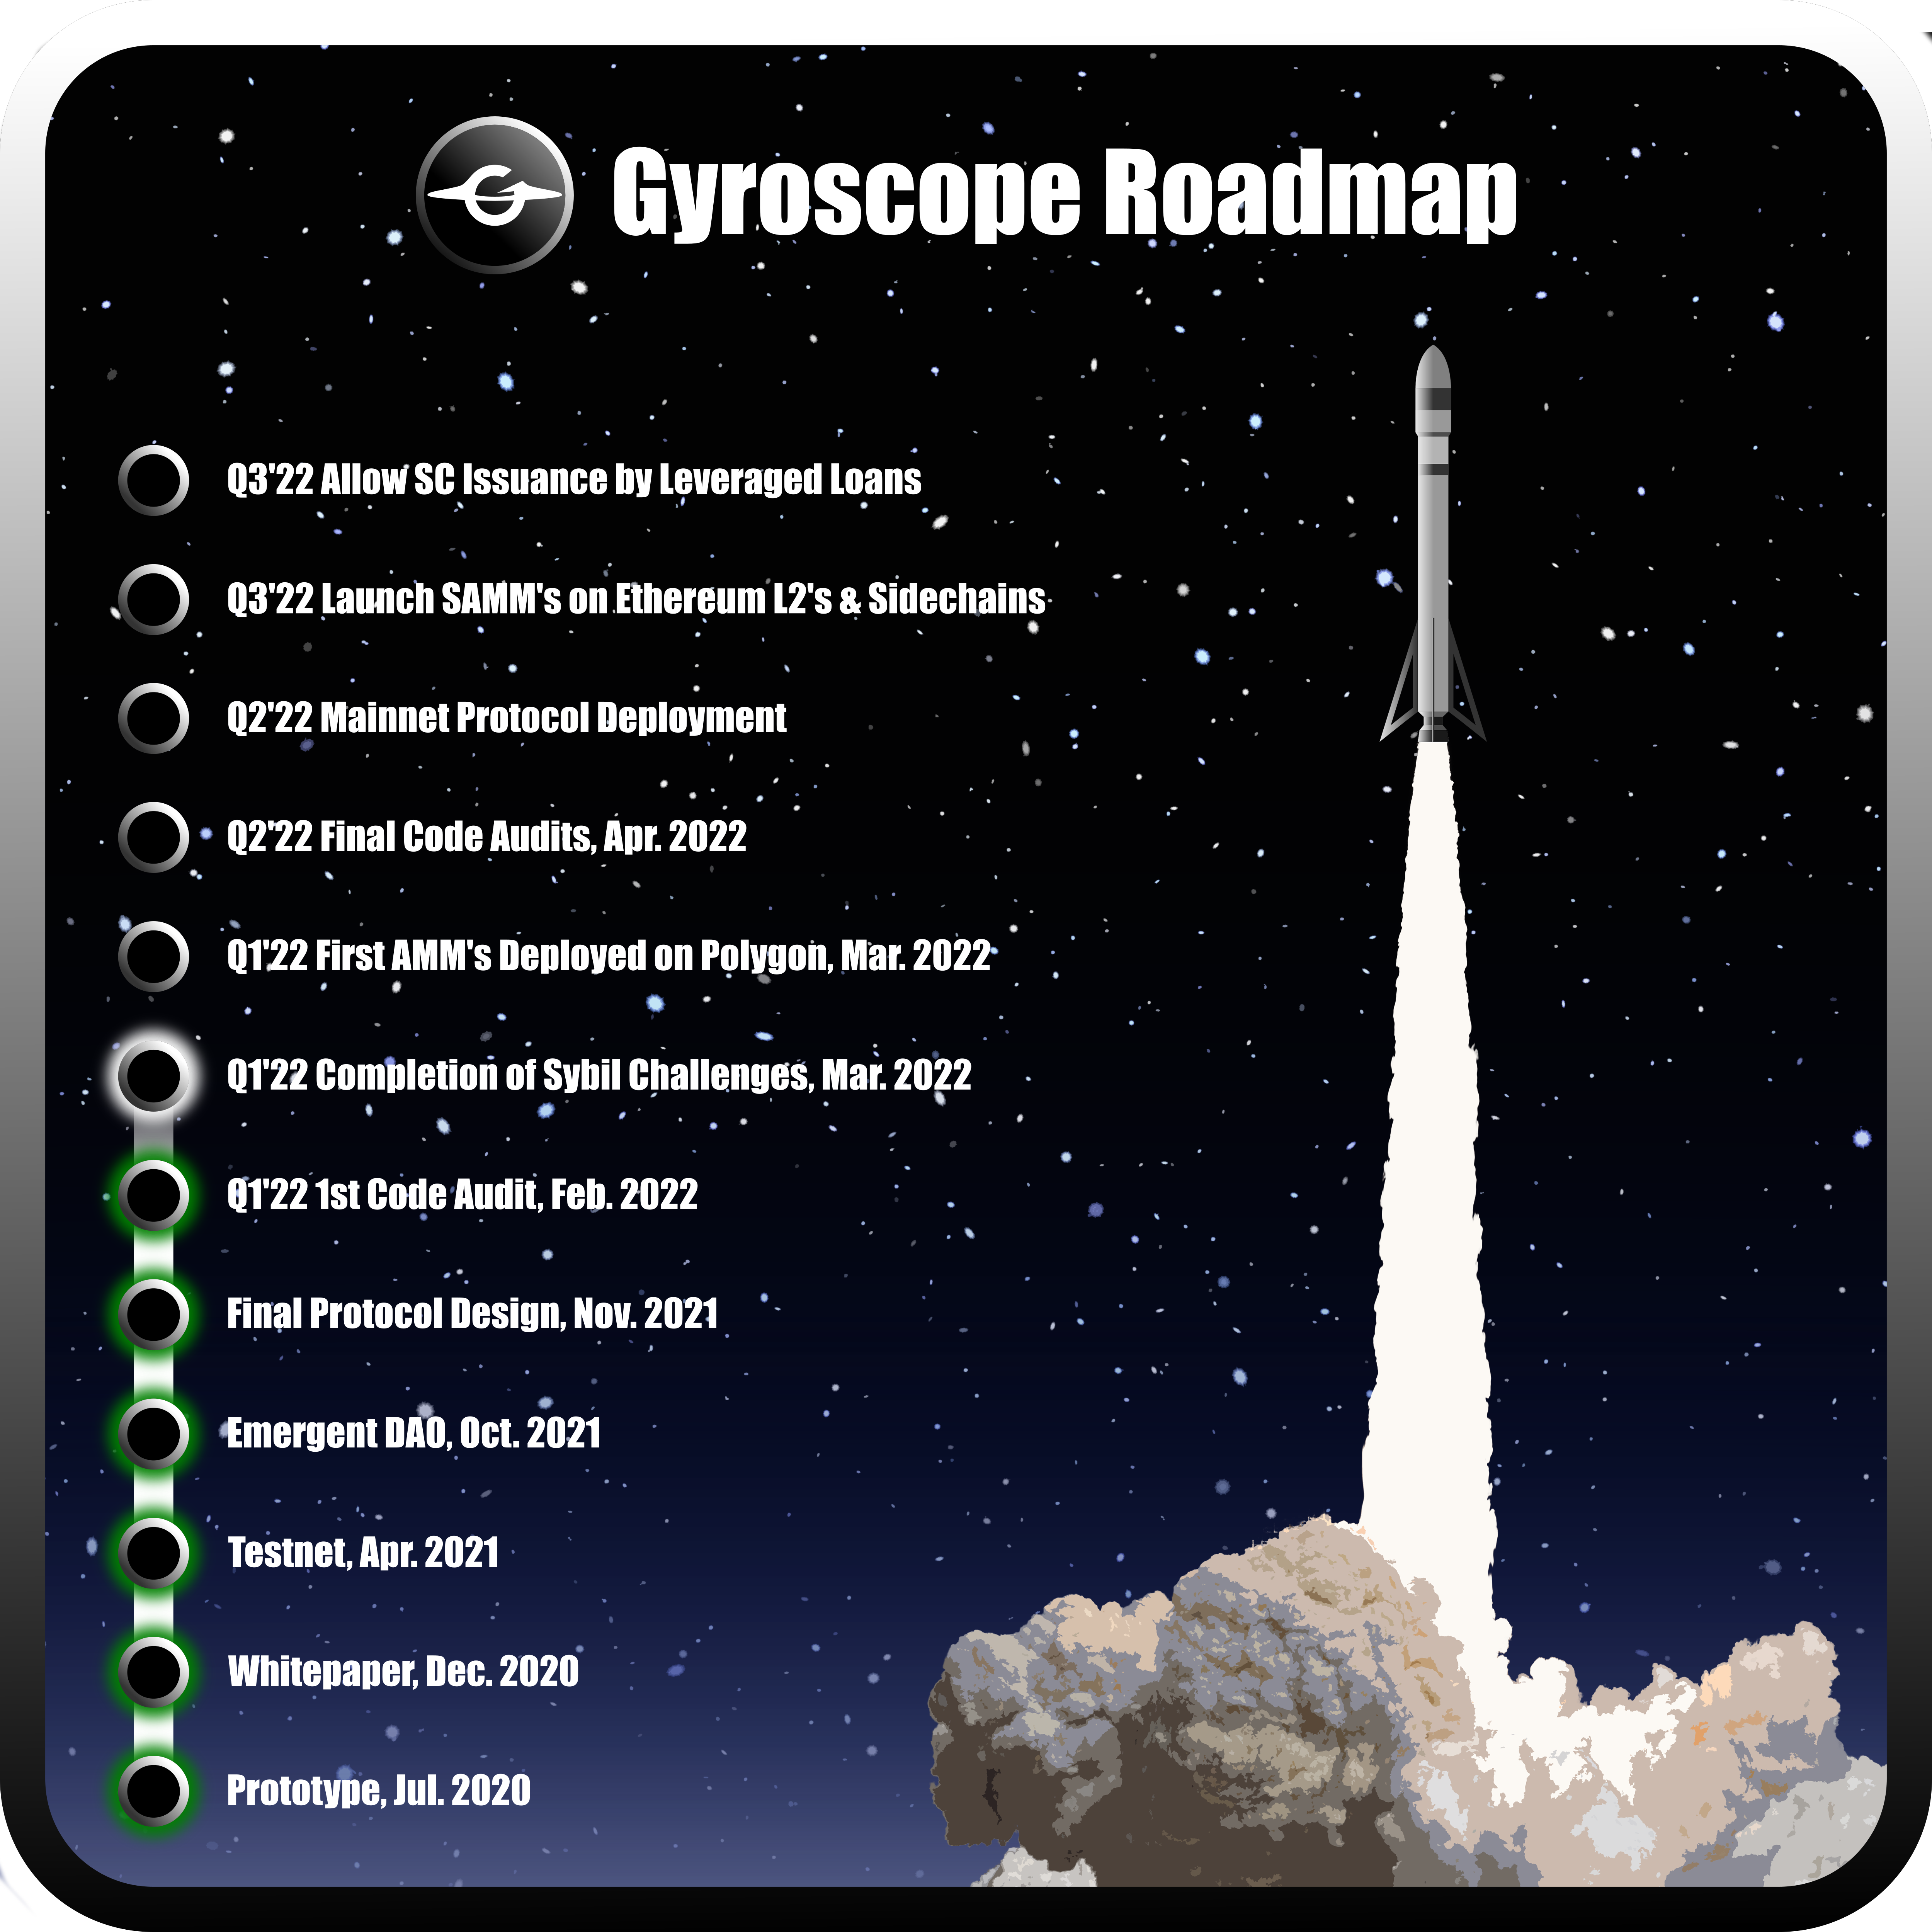 Gyroscope Roadmap
Q3'22 Allow SC Issuance by Leveraged Loans
Q3'22 Launch SAMM's on Ethereum L2's & Sidechains
Q2'22 Mainnet Protocol Deployment
Q2'22 Final Code Audits, Apr. 2022
Q1'22 First AMM's Deployed on Polygon, Mar. 2022
Q1'22 Completion of Sybil Challenges, Mar. 2022
Q1'22 1st Code Audit, Feb. 2022
Final Protocol Design, Nov. 2021
Emergent DAO, Oct. 2021
Testnet, Apr. 2021
Whitepaper, Dec. 2020
Prototype, Jul. 2020